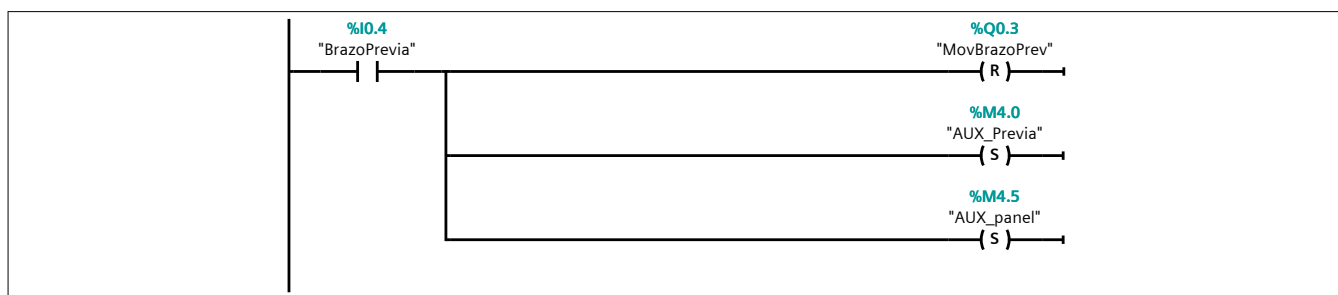 %I0.4
"BrazoPrevia"
%Q0.3
"MovBrazoPrev"
R
%M4.0
"AUX_Previa"
S
%M4.5
"AUX_panel"
S